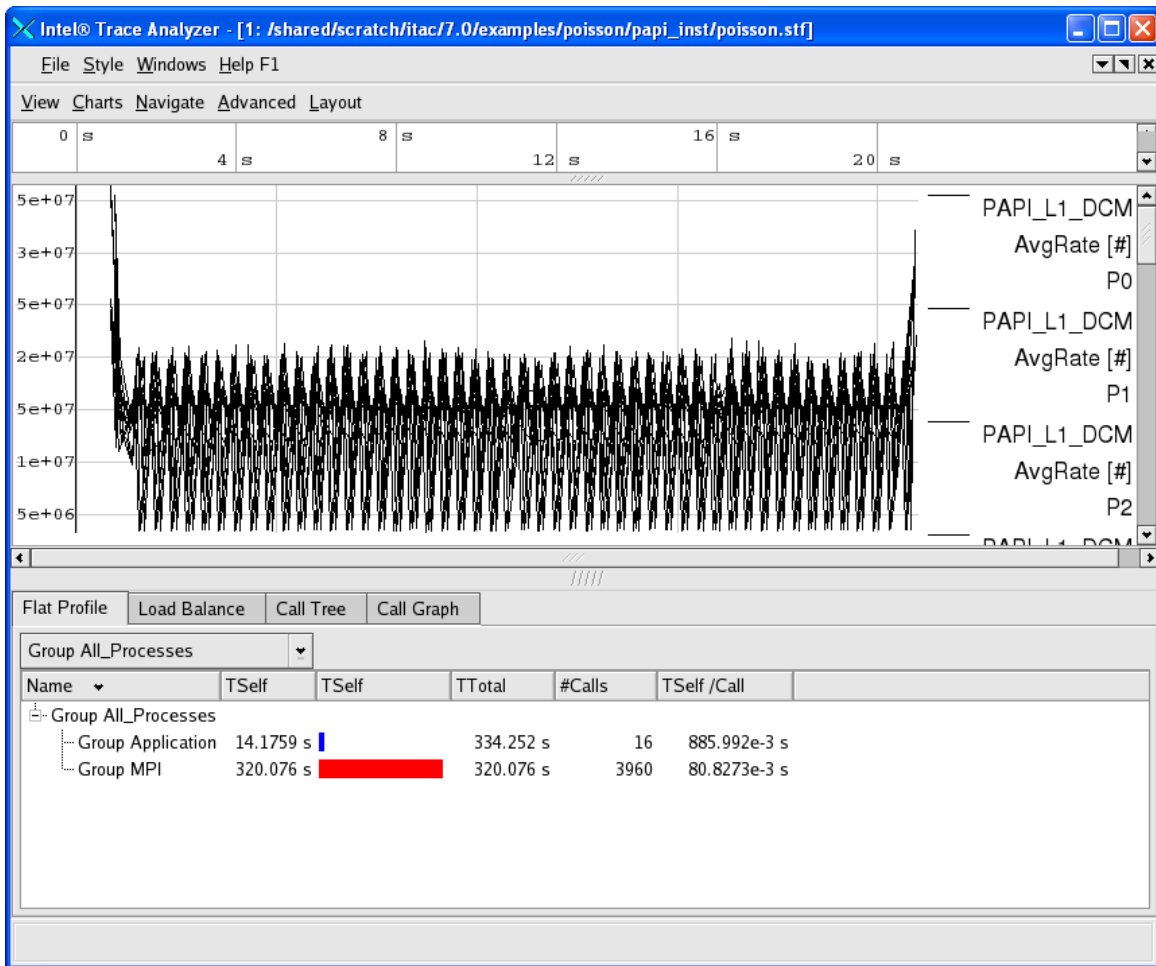 Intel® Trace Analyzer - [1: /shared/scratch/itac/7.0/examples/poisson/papi_inst/poisson.stf]
File Style Windows Help F1
View Charts Navigate Advanced Layout
0 s 8 s 16 s
4 s 12 s 20 s
5e+07
3e+07
5e+07
2e+07
5e+07
1e+07
5e+06
PAPI_L1_DCM
AvgRate [#]
P0
PAPI_L1_DCM
AvgRate [#]
P1
PAPI_L1_DCM
AvgRate [#]
P2
PAPI_L1_DCM
Flat Profile Load Balance Call Tree Call Graph
Group All_Processes
Name TSelf TSelf TTotal #Calls TSelf /Call
Group All_Processes
Group Application 14.1759 s 334.252 s 16 885.992e-3 s
Group MPI 320.076 s 320.076 s 3960 80.8273e-3 s